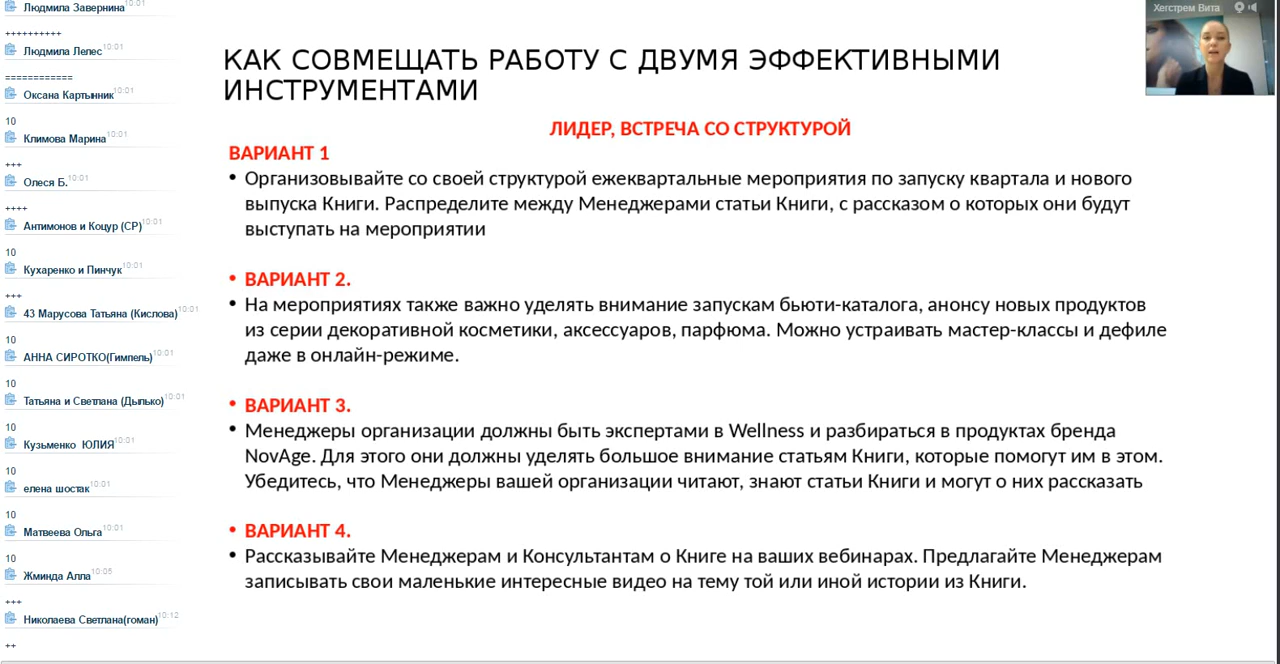 Людмила Завернина 10:01
++++++++++
Людмила Лелес 10:01
============
Оксана Картынник 10:01
10
Климова Марина 10:01
+++
Олеся Б. 10:01
++++
Антимонов и Коцур (СР) 10:01
10
Кухаренко и Пинчук 10:01
+++
43 Марусова Татьяна (Кислова) 10:01
10
АННА СИРОТКО(Гимпель) 10:01
10
Татьяна и Светлана (Дылько) 10:01
10
Кузьменко ЮЛИЯ 10:01
10
елена шостак 10:01
10
Матвеева Ольга 10:01
10
Жминда Алла 10:05
+++
Николаева Светлана(гоман) 10:12
++
Хегстрем Вита
КАК СОВМЕЩАТЬ РАБОТУ С ДВУМЯ ЭФФЕКТИВНЫМИ
ИНСТРУМЕНТАМИ
ЛИДЕР, ВСТРЕЧА СО СТРУКТУРОЙ
ВАРИАНТ 1
• Организовывайте со своей структурой ежеквартальные мероприятия по запуску квартала и нового
выпуска Книги. Распределите между Менеджерами статьи Книги, с рассказом о которых они будут
выступать на мероприятии
• ВАРИАНТ 2.
• На мероприятиях также важно уделять внимание запускам бьюти-каталога, анонсу новых продуктов
из серии декоративной косметики, аксессуаров, парфюма. Можно устраивать мастер-классы и дефиле
даже в онлайн-режиме.
• ВАРИАНТ 3.
• Менеджеры организации должны быть экспертами в Wellness и разбираться в продуктах бренда
NovAge. Для этого они должны уделять большое внимание статьям Книги, которые помогут им в этом.
Убедитесь, что Менеджеры вашей организации читают, знают статьи Книги и могут о них рассказать
• ВАРИАНТ 4.
• Рассказывайте Менеджерам и Консультантам о Книге на ваших вебинарах. Предлагайте Менеджерам
записывать свои маленькие интересные видео на тему той или иной истории из Книги.